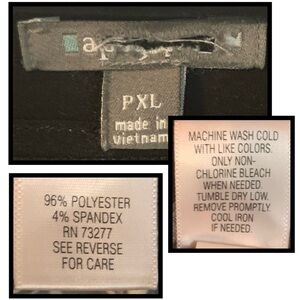 PXL
made in
vietnam
MACHINE WASH COLD
WITH LIKE COLORS.
ONLY NON-
CHLORINE BLEACH
WHEN NEEDED.
TUMBLE DRY LOW.
REMOVE PROMPTLY.
COOL IRON
IF NEEDED.
96% POLYESTER
4% SPANDEX
RN 73277
SEE REVERSE
FOR CARE